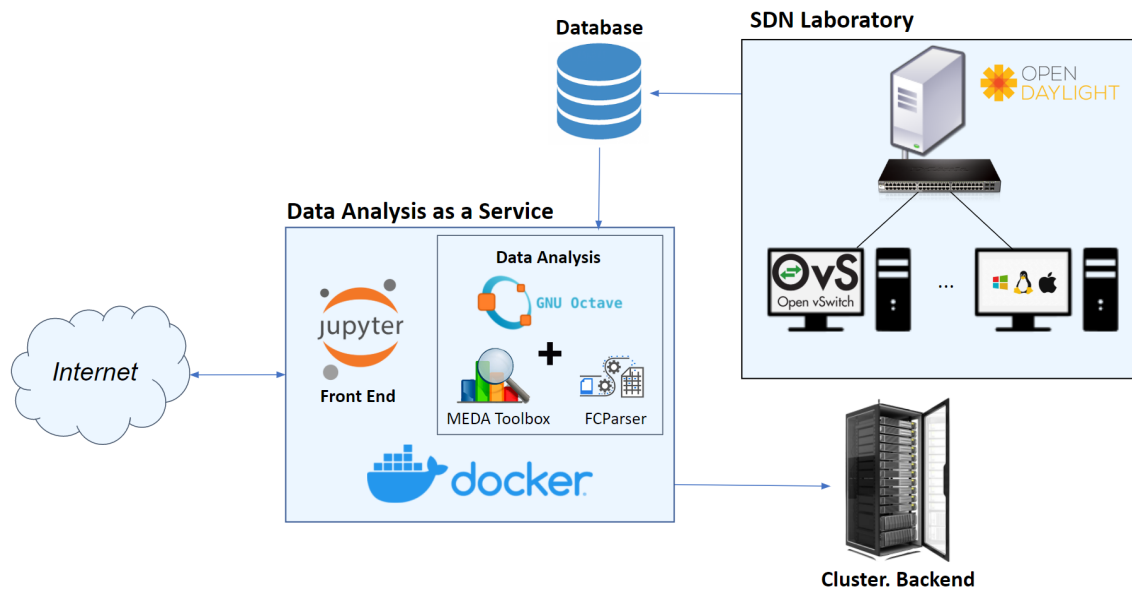 Database
SDN Laboratory
OPEN
DAYLIGHT
Data Analysis as a Service
Data Analysis
GNU Octave
OvS
Open vSwitch
...
jupyter
Internet
+
Front End
MEDA Toolbox
FCParser
docker
Cluster. Backend